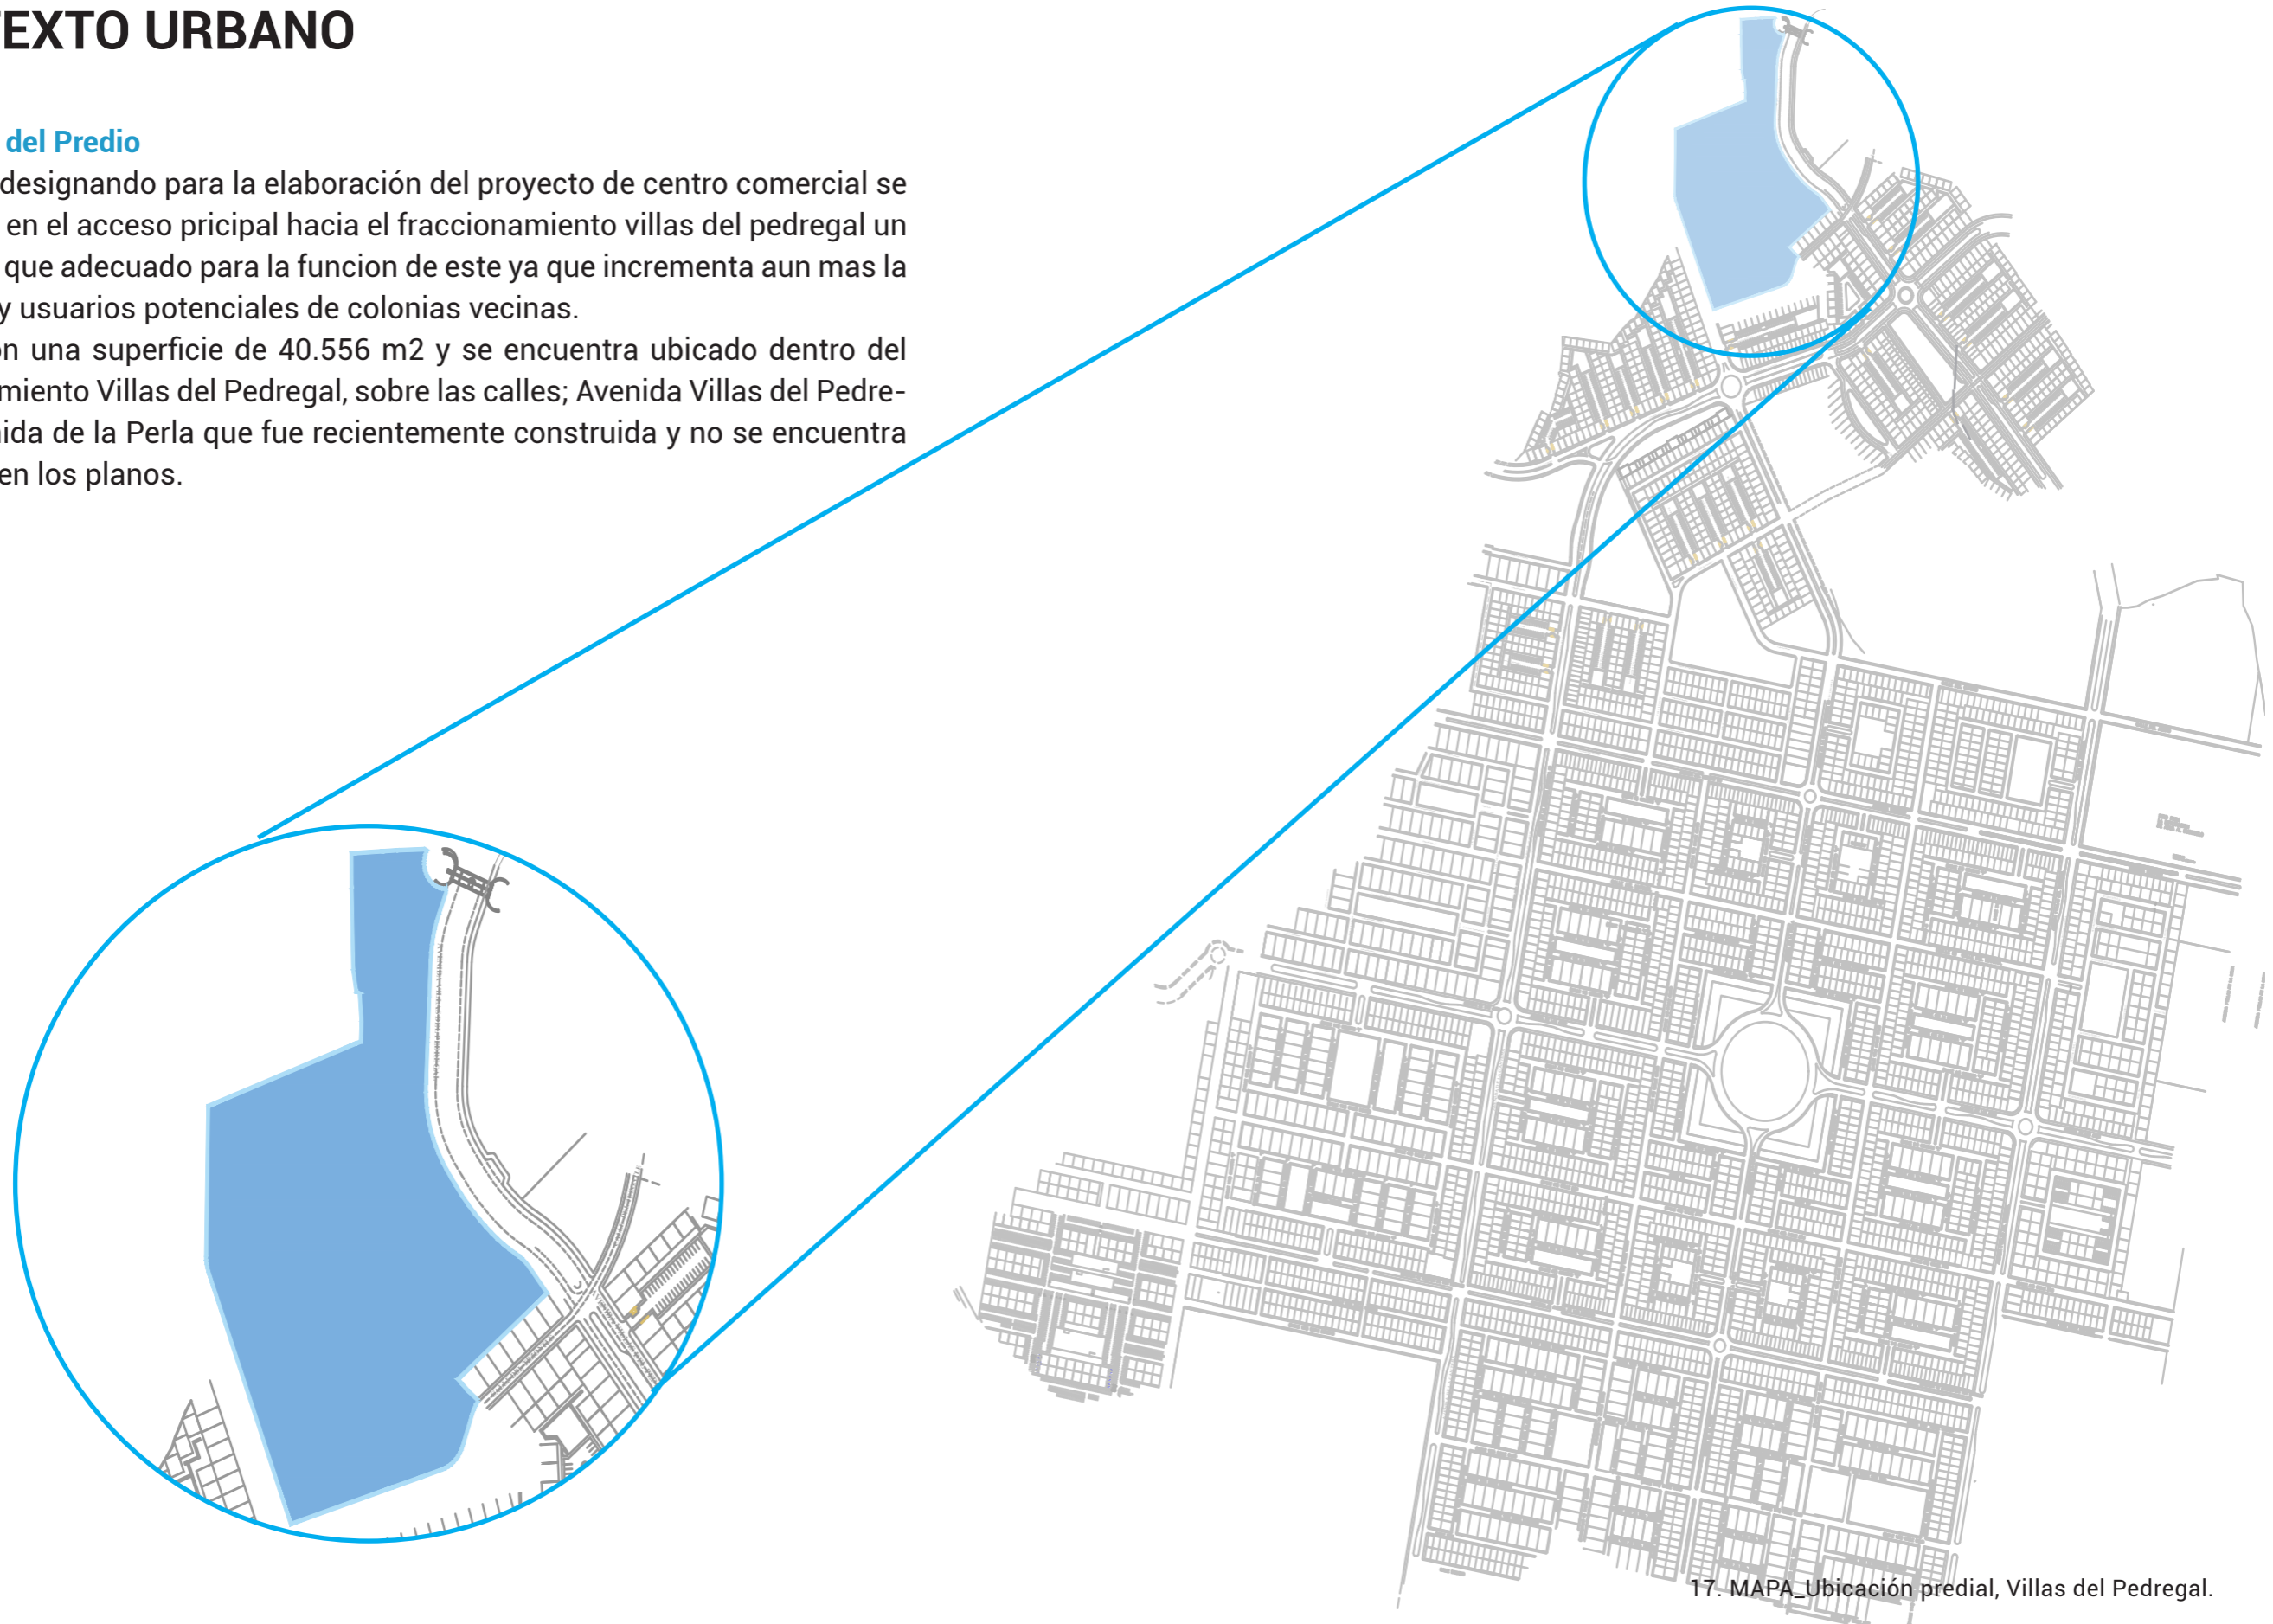 TEXTO URBANO
del Predio
designando para la elaboración del proyecto de centro comercial se
en el acceso pricipal hacia el fraccionamiento villas del pedregal un
que adecuado para la funcion de este ya que incrementa aun mas la
y usuarios potenciales de colonias vecinas.
on una superficie de 40.556 m2 y se encuentra ubicado dentro del
miento Villas del Pedregal, sobre las calles; Avenida Villas del Pedre-
ida de la Perla que fue recientemente construida y no se encuentra
en los planos.
17. MAPA_Ubicación predial, Villas del Pedregal.